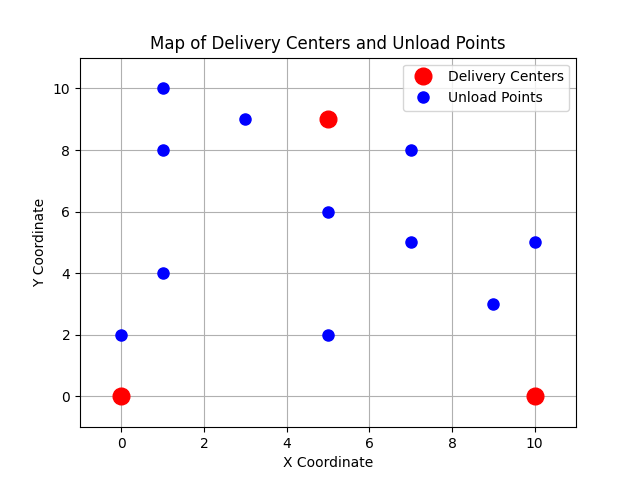 Map of Delivery Centers and Unload Points
Delivery Centers
Unload Points
10
8
6
4
2
0
Y Coordinate
0 2 4 6 8 10
X Coordinate